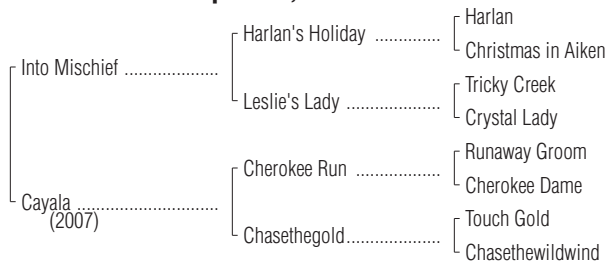 Harlan
Harlan's Holiday ...............
Christmas in Aiken
Into Mischief ....................
Tricky Creek
Leslie's Lady ....................
Crystal Lady
Runaway Groom
Cherokee Run .................
Cherokee Dame
Cayala ..............................
(2007)
Touch Gold
Chasethegold...................
Chasethewildwind